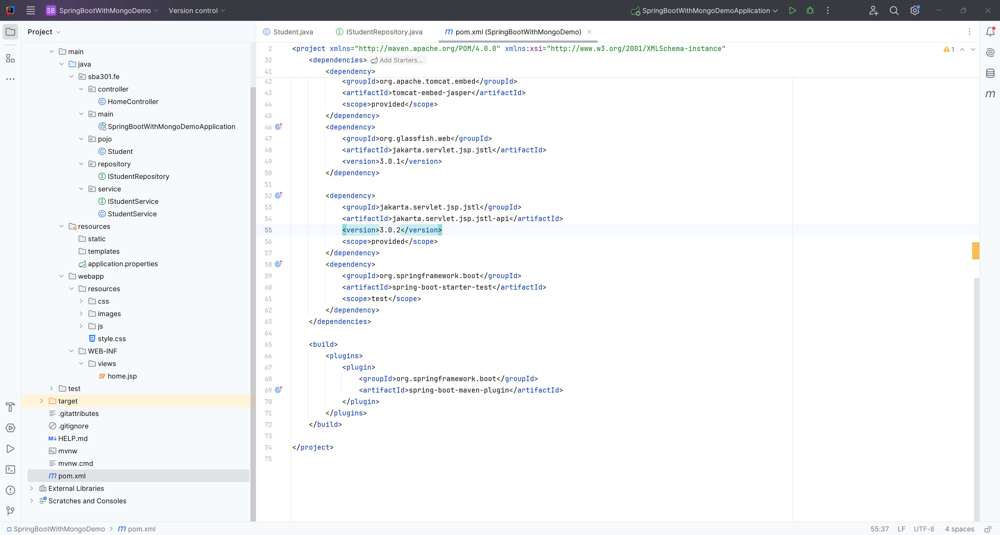 SB SpringBootWithMongoDemo Version control SpringBootWithMongoDemoApplication
Project
main
java
sba301.fe
controller
HomeController
main
SpringBootWithMongoDemoApplication
pojo
Student
repository
IStudentRepository
service
IStudentService
StudentService
resources
static
templates
application.properties
webapp
resources
css
images
js
style.css
WEB-INF
views
JSP home.jsp
test
target
.gitattributes
.gitignore
M↓ HELP.md
mvnw
mvnw.cmd
m pom.xml
External Libraries
Scratches and Consoles
Student.java IStudentRepository.java m pom.xml (SpringBootWithMongoDemo)
2 <project xmlns="http://maven.apache.org/POM/4.0.0" xmlns:xsi="http://www.w3.org/2001/XMLSchema-instance" 1
32 <dependencies> Add Starters...
41 <dependency>
42 <groupId>org.apache.tomcat.embed</groupId>
43 <artifactId>tomcat-embed-jasper</artifactId>
44 <scope>provided</scope>
45 </dependency>
46 <dependency>
47 <groupId>org.glassfish.web</groupId>
48 <artifactId>jakarta.servlet.jsp.jstl</artifactId>
49 <version>3.0.1</version>
50 </dependency>
51
52 <dependency>
53 <groupId>jakarta.servlet.jsp.jstl</groupId>
54 <artifactId>jakarta.servlet.jsp.jstl-api</artifactId>
55 <version>3.0.2</version>
56 <scope>provided</scope>
57 </dependency>
58 <dependency>
59 <groupId>org.springframework.boot</groupId>
60 <artifactId>spring-boot-starter-test</artifactId>
61 <scope>test</scope>
62 </dependency>
63 </dependencies>
64
65 <build>
66 <plugins>
67 <plugin>
68 <groupId>org.springframework.boot</groupId>
69 <artifactId>spring-boot-maven-plugin</artifactId>
70 </plugin>
71 </plugins>
72 </build>
73
74 </project>
75
m
SpringBootWithMongoDemo > m pom.xml 55:37 LF UTF-8 4 spaces